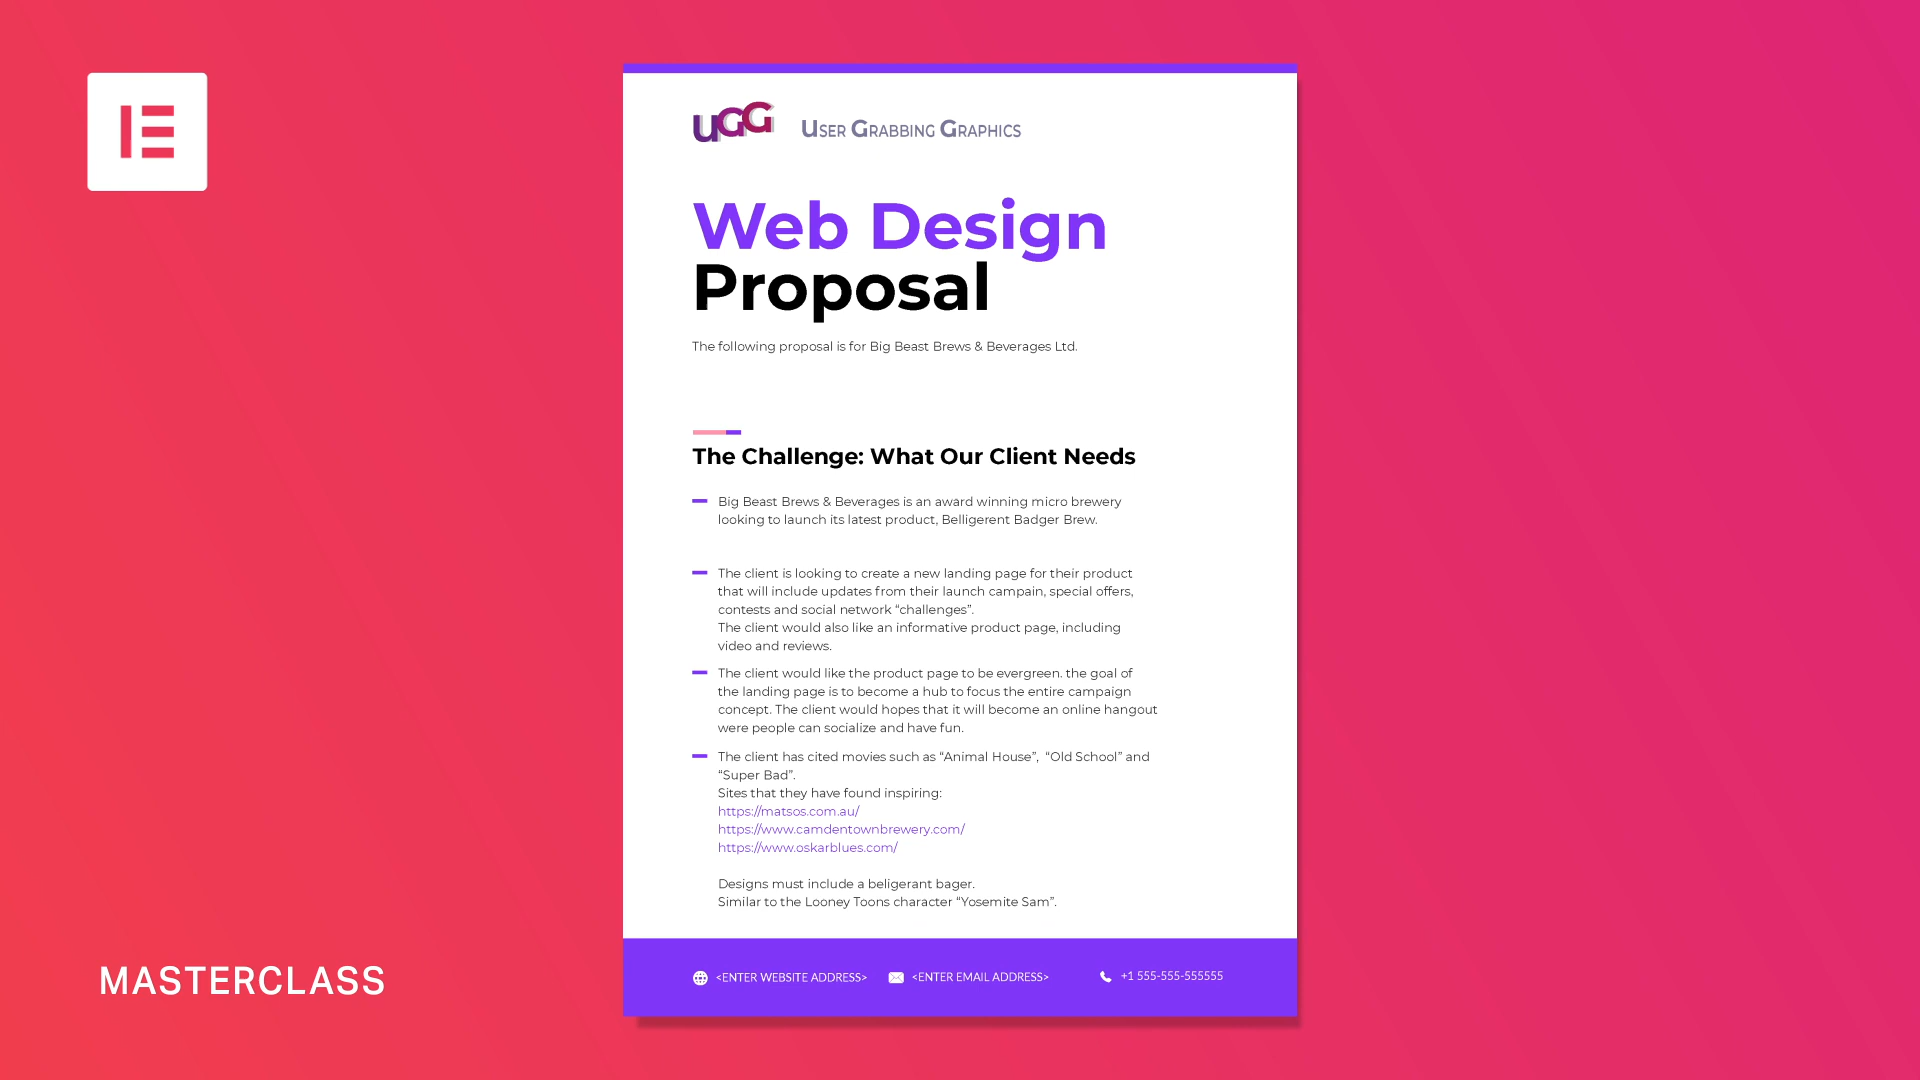 uGG
USER GRABBING GRAPHICS
Web Design
Proposal
The following proposal is for Big Beast Brews & Beverages Ltd.
The Challenge: What Our Client Needs
Big Beast Brews & Beverages is an award winning micro brewery
looking to launch its latest product, Belligerent Badger Brew.
The client is looking to create a new landing page for their product
that will include updates from their launch campain, special offers,
contests and social network “challenges”.
The client would also like an informative product page, including
video and reviews.
The client would like the product page to be evergreen. the goal of
the landing page is to become a hub to focus the entire campaign
concept. The client would hopes that it will become an online hangout
were people can socialize and have fun.
The client has cited movies such as “Animal House”,  “Old School” and
“Super Bad”.
Sites that they have found inspiring:
https://matsos.com.au/
https://www.camdentownbrewery.com/
https://www.oskarblues.com/
Designs must include a beligerant bager.
Similar to the Looney Toons character “Yosemite Sam”.
<ENTER WEBSITE ADDRESS>
<ENTER EMAIL ADDRESS>
+1 555-555-555555
MASTERCLASS